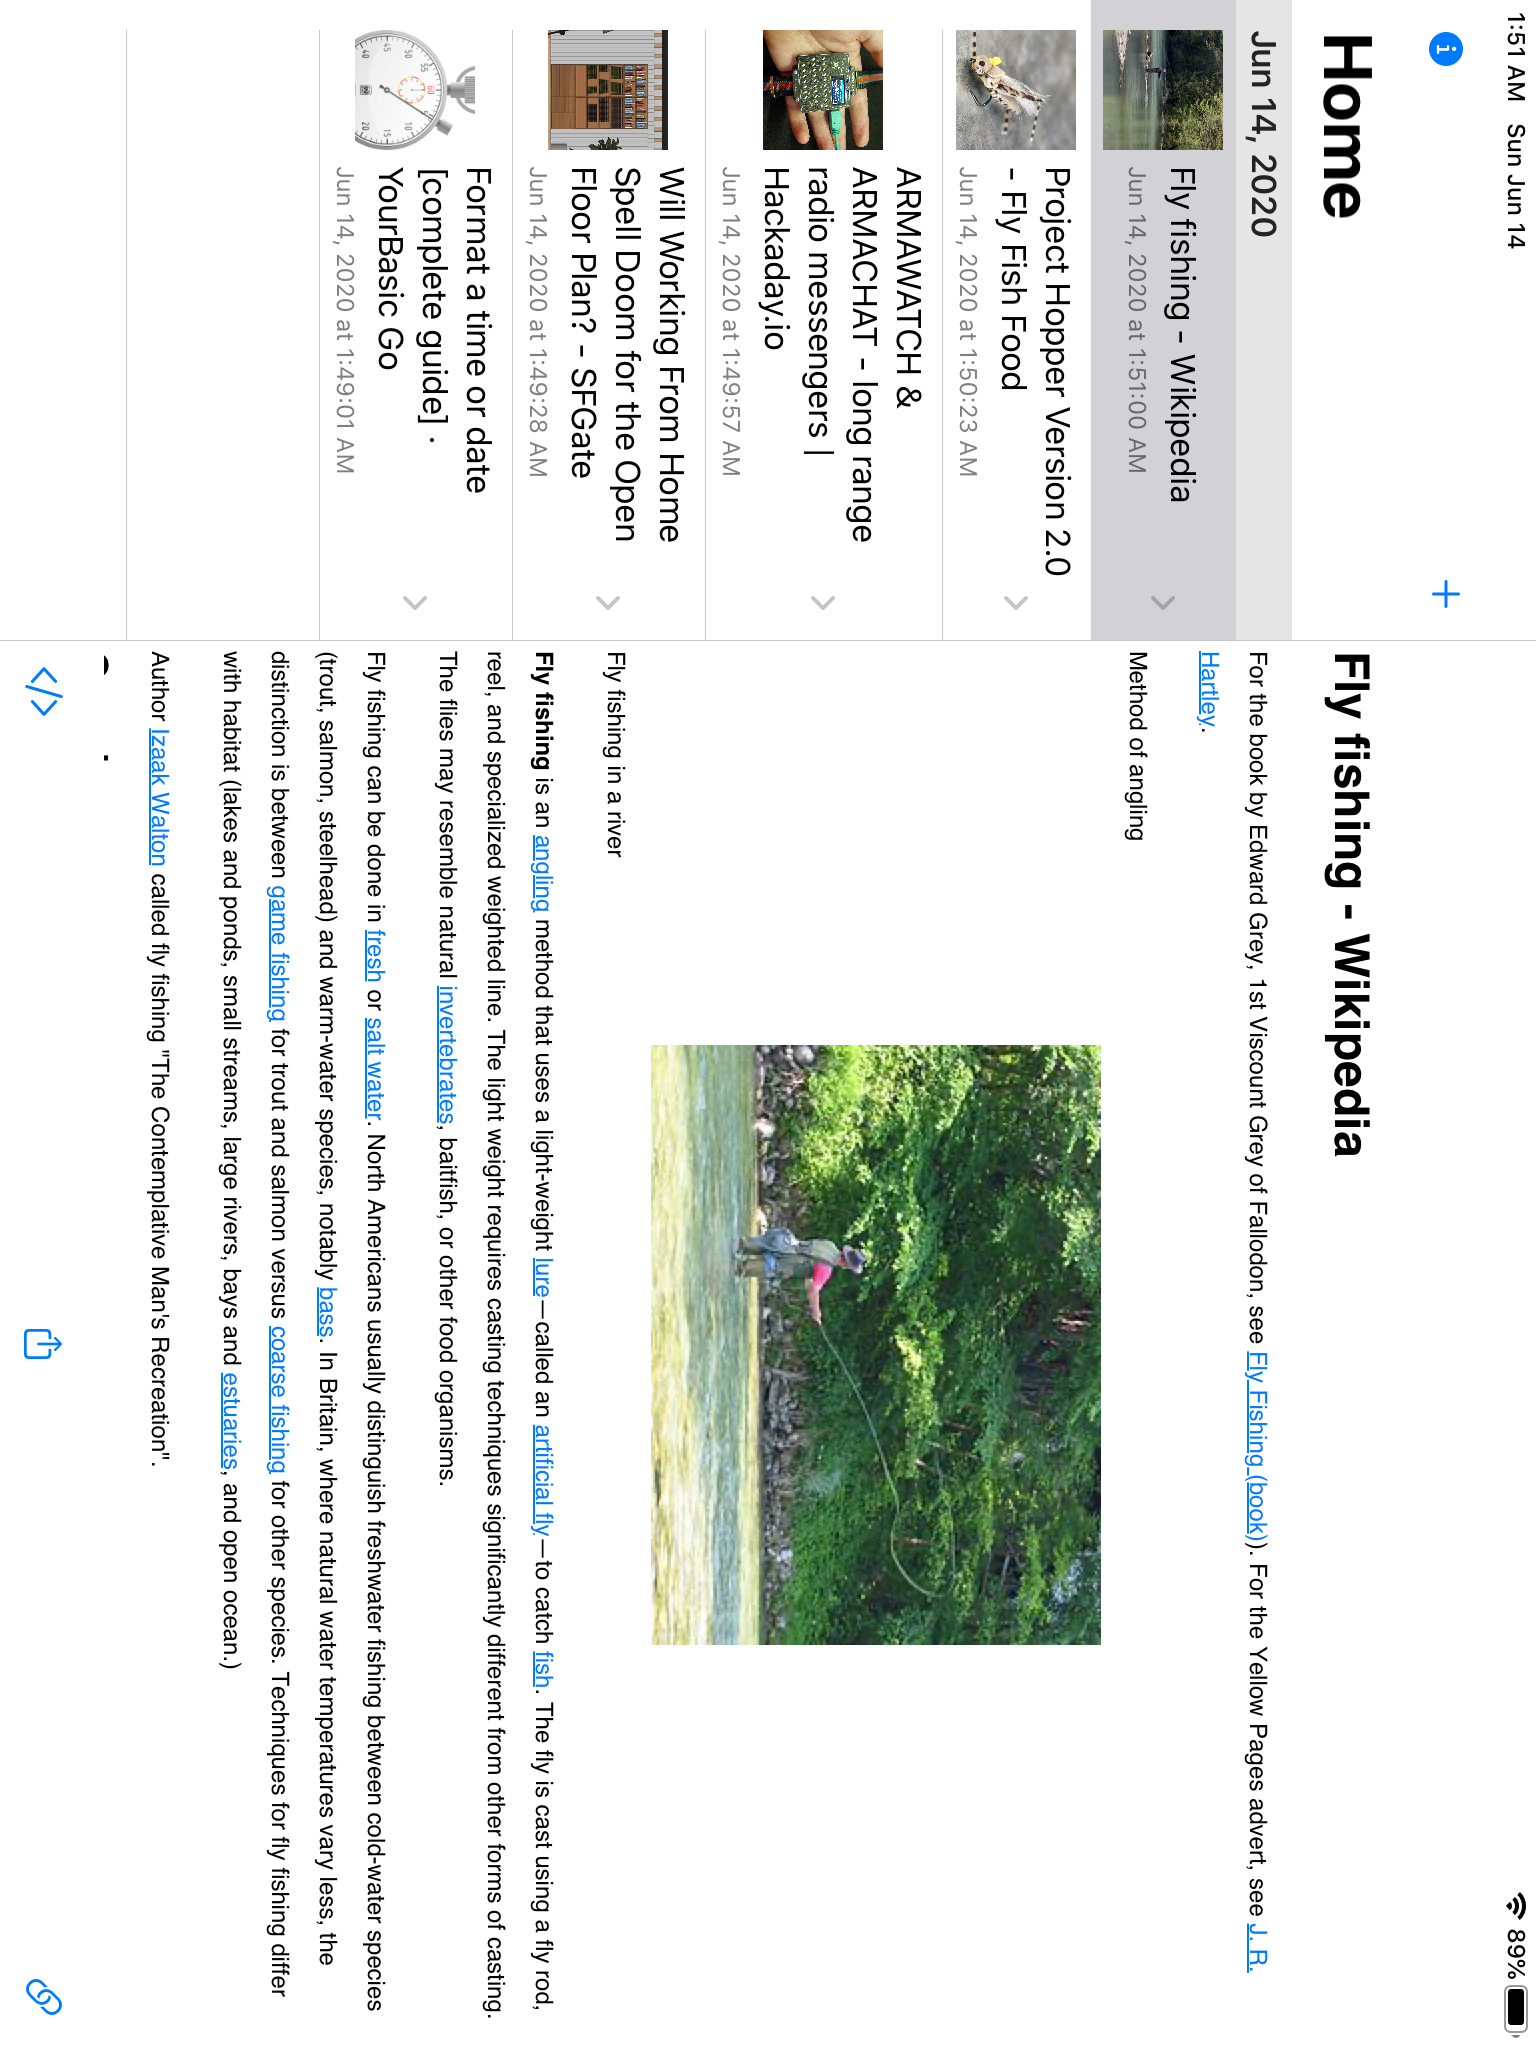 1:51 AM Sun Jun 14
89%
Home
Jun 14, 2020
Fly fishing - Wikipedia
Jun 14, 2020 at 1:51:00 AM
Project Hopper Version 2.0
- Fly Fish Food
Jun 14, 2020 at 1:50:23 AM
ARMAWATCH &
ARMACHAT - long range
radio messengers |
Hackaday.io
Jun 14, 2020 at 1:49:57 AM
Will Working From Home
Spell Doom for the Open
Floor Plan? - SFGate
Jun 14, 2020 at 1:49:28 AM
Format a time or date
[complete guide] ·
YourBasic Go
Jun 14, 2020 at 1:49:01 AM
Fly fishing - Wikipedia
For the book by Edward Grey, 1st Viscount Grey of Fallodon, see Fly Fishing (book)). For the Yellow Pages advert, see J. R.
Hartley.
Method of angling
Fly fishing in a river
Fly fishing is an angling method that uses a light-weight lure—called an artificial fly—to catch fish. The fly is cast using a fly rod,
reel, and specialized weighted line. The light weight requires casting techniques significantly different from other forms of casting.
The flies may resemble natural invertebrates, baitfish, or other food organisms.
Fly fishing can be done in fresh or salt water. North Americans usually distinguish freshwater fishing between cold-water species
(trout, salmon, steelhead) and warm-water species, notably bass. In Britain, where natural water temperatures vary less, the
distinction is between game fishing for trout and salmon versus coarse fishing for other species. Techniques for fly fishing differ
with habitat (lakes and ponds, small streams, large rivers, bays and estuaries, and open ocean.)
Author Izaak Walton called fly fishing "The Contemplative Man's Recreation".